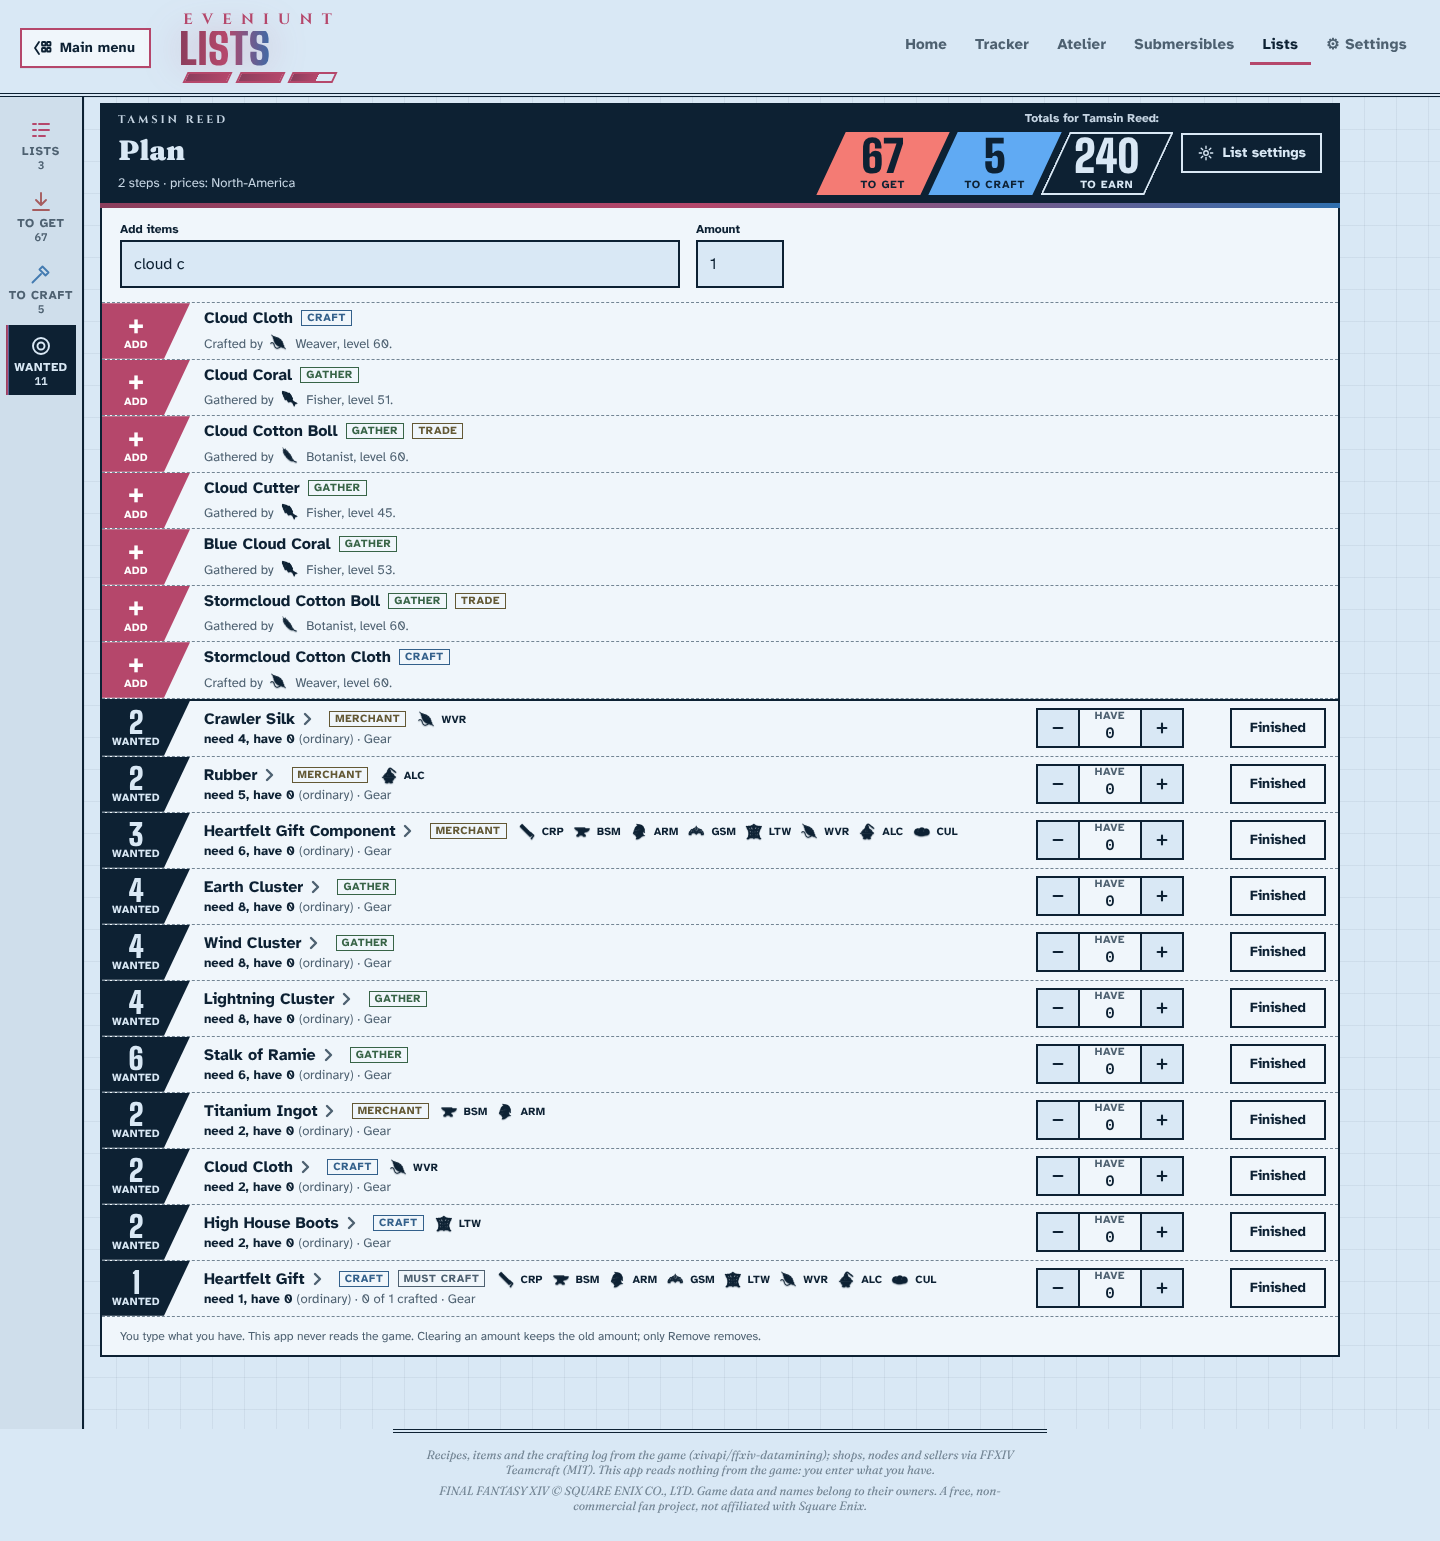 Main menu
EVENIUNT
LISTS
Home Tracker Atelier Submersibles Lists Settings
LISTS
3
TO GET
67
TO CRAFT
5
WANTED
11
TAMSIN REED
Plan
2 steps · prices: North-America
Totals for Tamsin Reed:
67
TO GET
5
TO CRAFT
240
TO EARN
List settings
Add items
cloud c
Amount
1
+ ADD
Cloud Cloth CRAFT
Crafted by Weaver, level 60.
+ ADD
Cloud Coral GATHER
Gathered by Fisher, level 51.
+ ADD
Cloud Cotton Boll GATHER TRADE
Gathered by Botanist, level 60.
+ ADD
Cloud Cutter GATHER
Gathered by Fisher, level 45.
+ ADD
Blue Cloud Coral GATHER
Gathered by Fisher, level 53.
+ ADD
Stormcloud Cotton Boll GATHER TRADE
Gathered by Botanist, level 60.
+ ADD
Stormcloud Cotton Cloth CRAFT
Crafted by Weaver, level 60.
2 WANTED
Crawler Silk MERCHANT WVR
need 4, have 0 (ordinary) · Gear
− HAVE 0 + Finished
2 WANTED
Rubber MERCHANT ALC
need 5, have 0 (ordinary) · Gear
− HAVE 0 + Finished
3 WANTED
Heartfelt Gift Component MERCHANT CRP BSM ARM GSM LTW WVR ALC CUL
need 6, have 0 (ordinary) · Gear
− HAVE 0 + Finished
4 WANTED
Earth Cluster GATHER
need 8, have 0 (ordinary) · Gear
− HAVE 0 + Finished
4 WANTED
Wind Cluster GATHER
need 8, have 0 (ordinary) · Gear
− HAVE 0 + Finished
4 WANTED
Lightning Cluster GATHER
need 8, have 0 (ordinary) · Gear
− HAVE 0 + Finished
6 WANTED
Stalk of Ramie GATHER
need 6, have 0 (ordinary) · Gear
− HAVE 0 + Finished
2 WANTED
Titanium Ingot MERCHANT BSM ARM
need 2, have 0 (ordinary) · Gear
− HAVE 0 + Finished
2 WANTED
Cloud Cloth CRAFT WVR
need 2, have 0 (ordinary) · Gear
− HAVE 0 + Finished
2 WANTED
High House Boots CRAFT LTW
need 2, have 0 (ordinary) · Gear
− HAVE 0 + Finished
1 WANTED
Heartfelt Gift CRAFT MUST CRAFT CRP BSM ARM GSM LTW WVR ALC CUL
need 1, have 0 (ordinary) · 0 of 1 crafted · Gear
− HAVE 0 + Finished
You type what you have. This app never reads the game. Clearing an amount keeps the old amount; only Remove removes.
Recipes, items and the crafting log from the game (xivapi/ffxiv-datamining); shops, nodes and sellers via FFXIV
Teamcraft (MIT). This app reads nothing from the game: you enter what you have.
FINAL FANTASY XIV © SQUARE ENIX CO., LTD. Game data and names belong to their owners. A free, non-
commercial fan project, not affiliated with Square Enix.